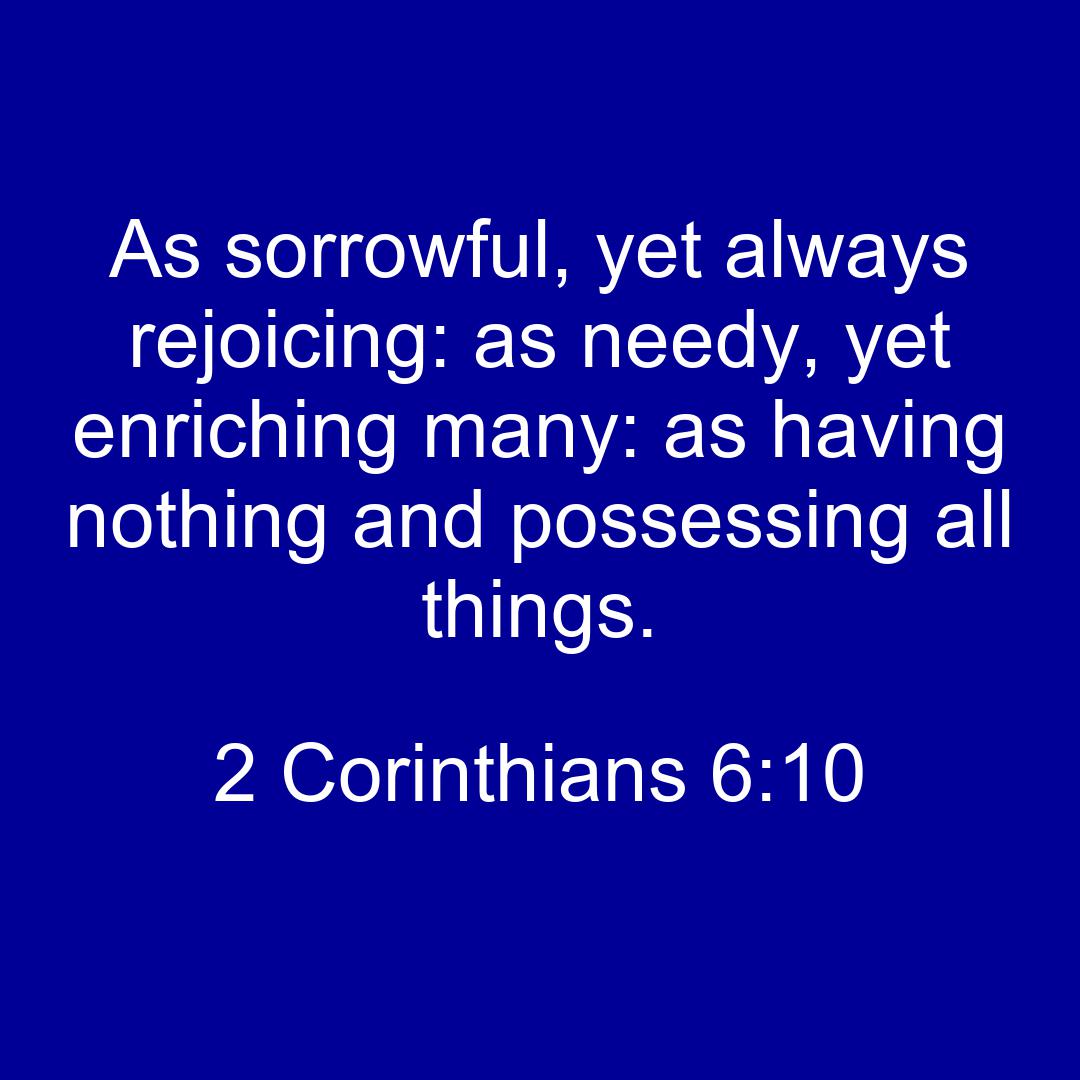 As sorrowful, yet always
rejoicing: as needy, yet
enriching many: as having
nothing and possessing all
things.
2 Corinthians 6:10